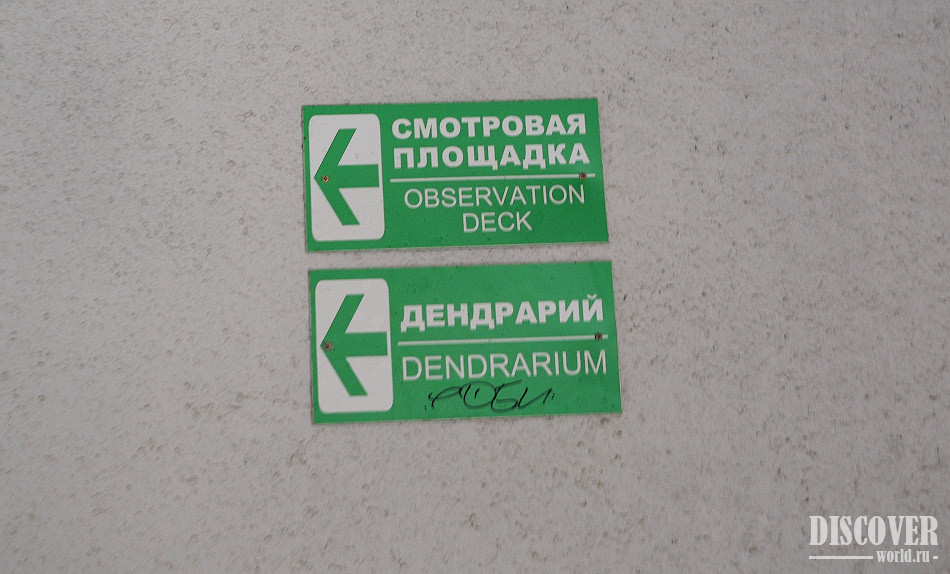 СМОТРОВАЯ
ПЛОЩАДКА
OBSERVATION
DECK
ДЕНДРАРИЙ
DENDRARIUM
DISCOVER
world.ru